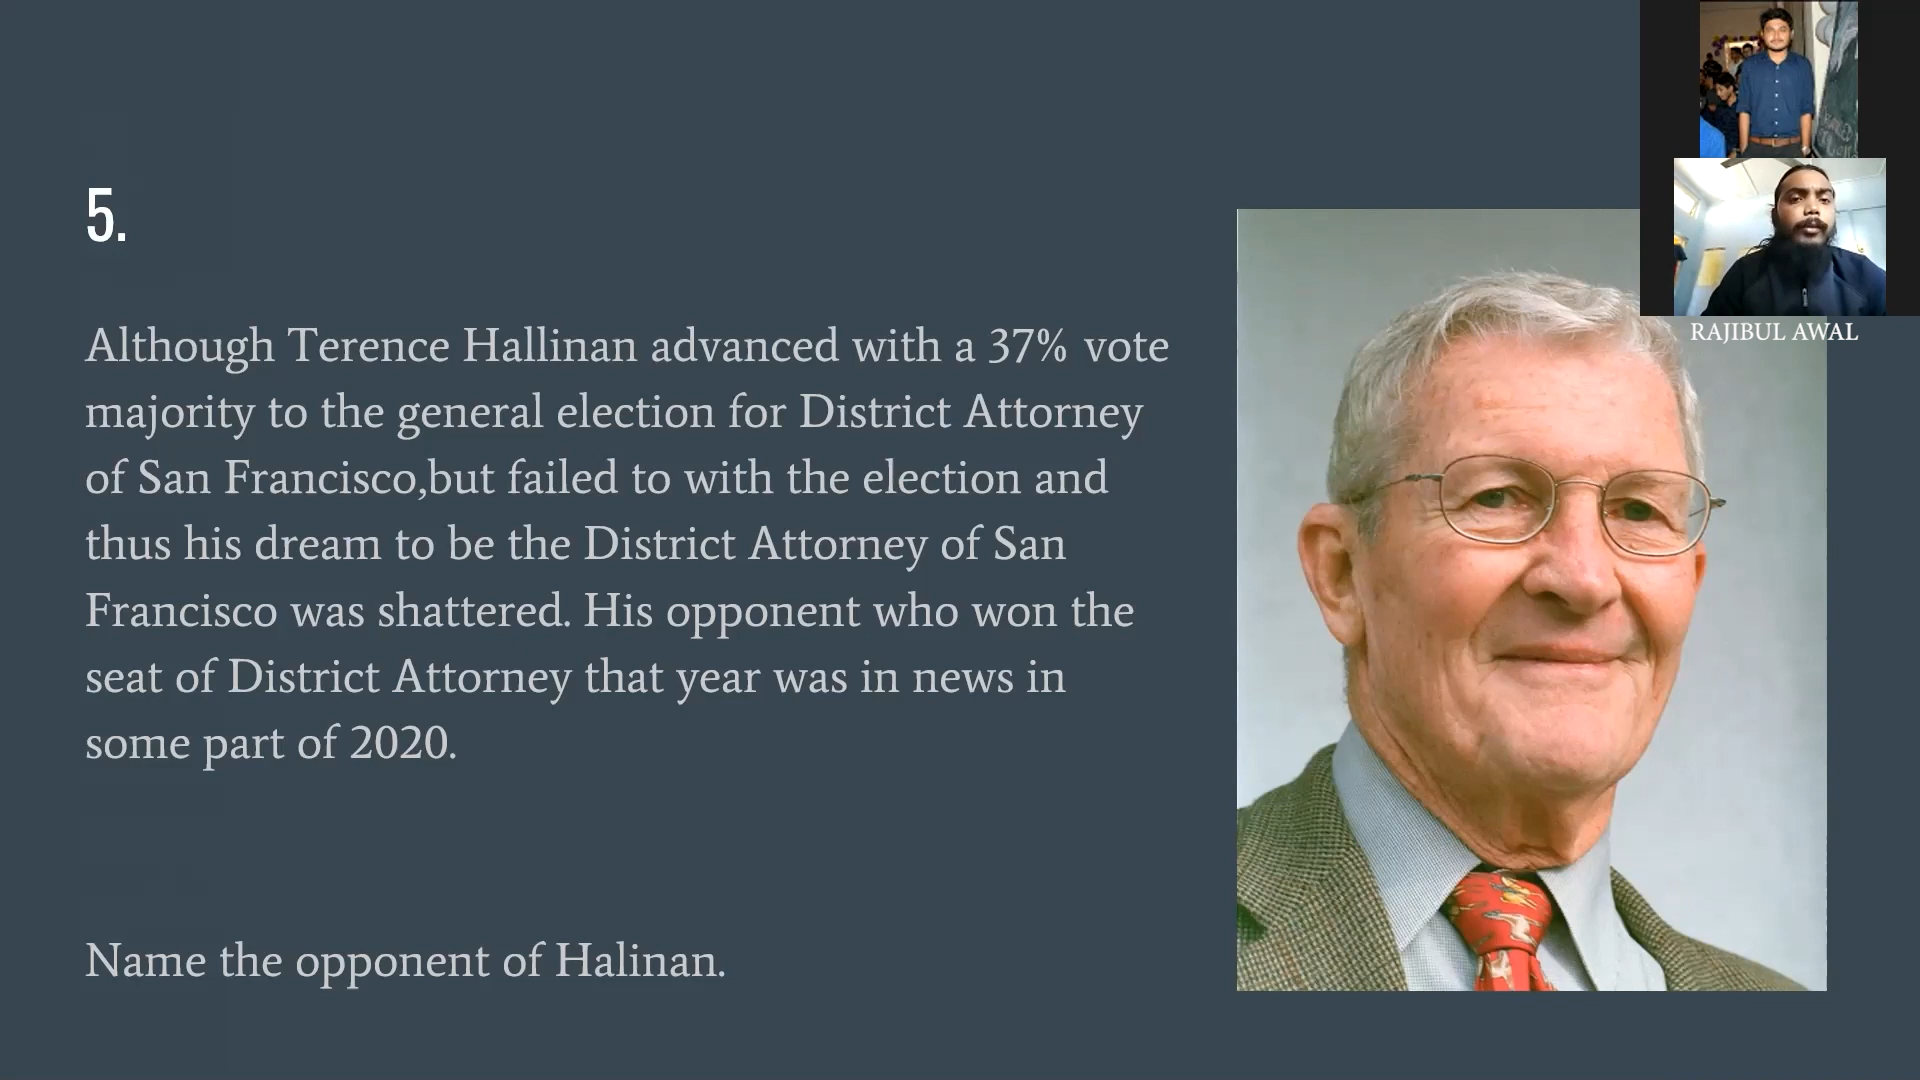 5.
Although Terence Hallinan advanced with a 37% vote
majority to the general election for District Attorney
of San Francisco,but failed to with the election and
thus his dream to be the District Attorney of San
Francisco was shattered. His opponent who won the
seat of District Attorney that year was in news in
some part of 2020.
Name the opponent of Halinan.
RAJIBUL AWAL